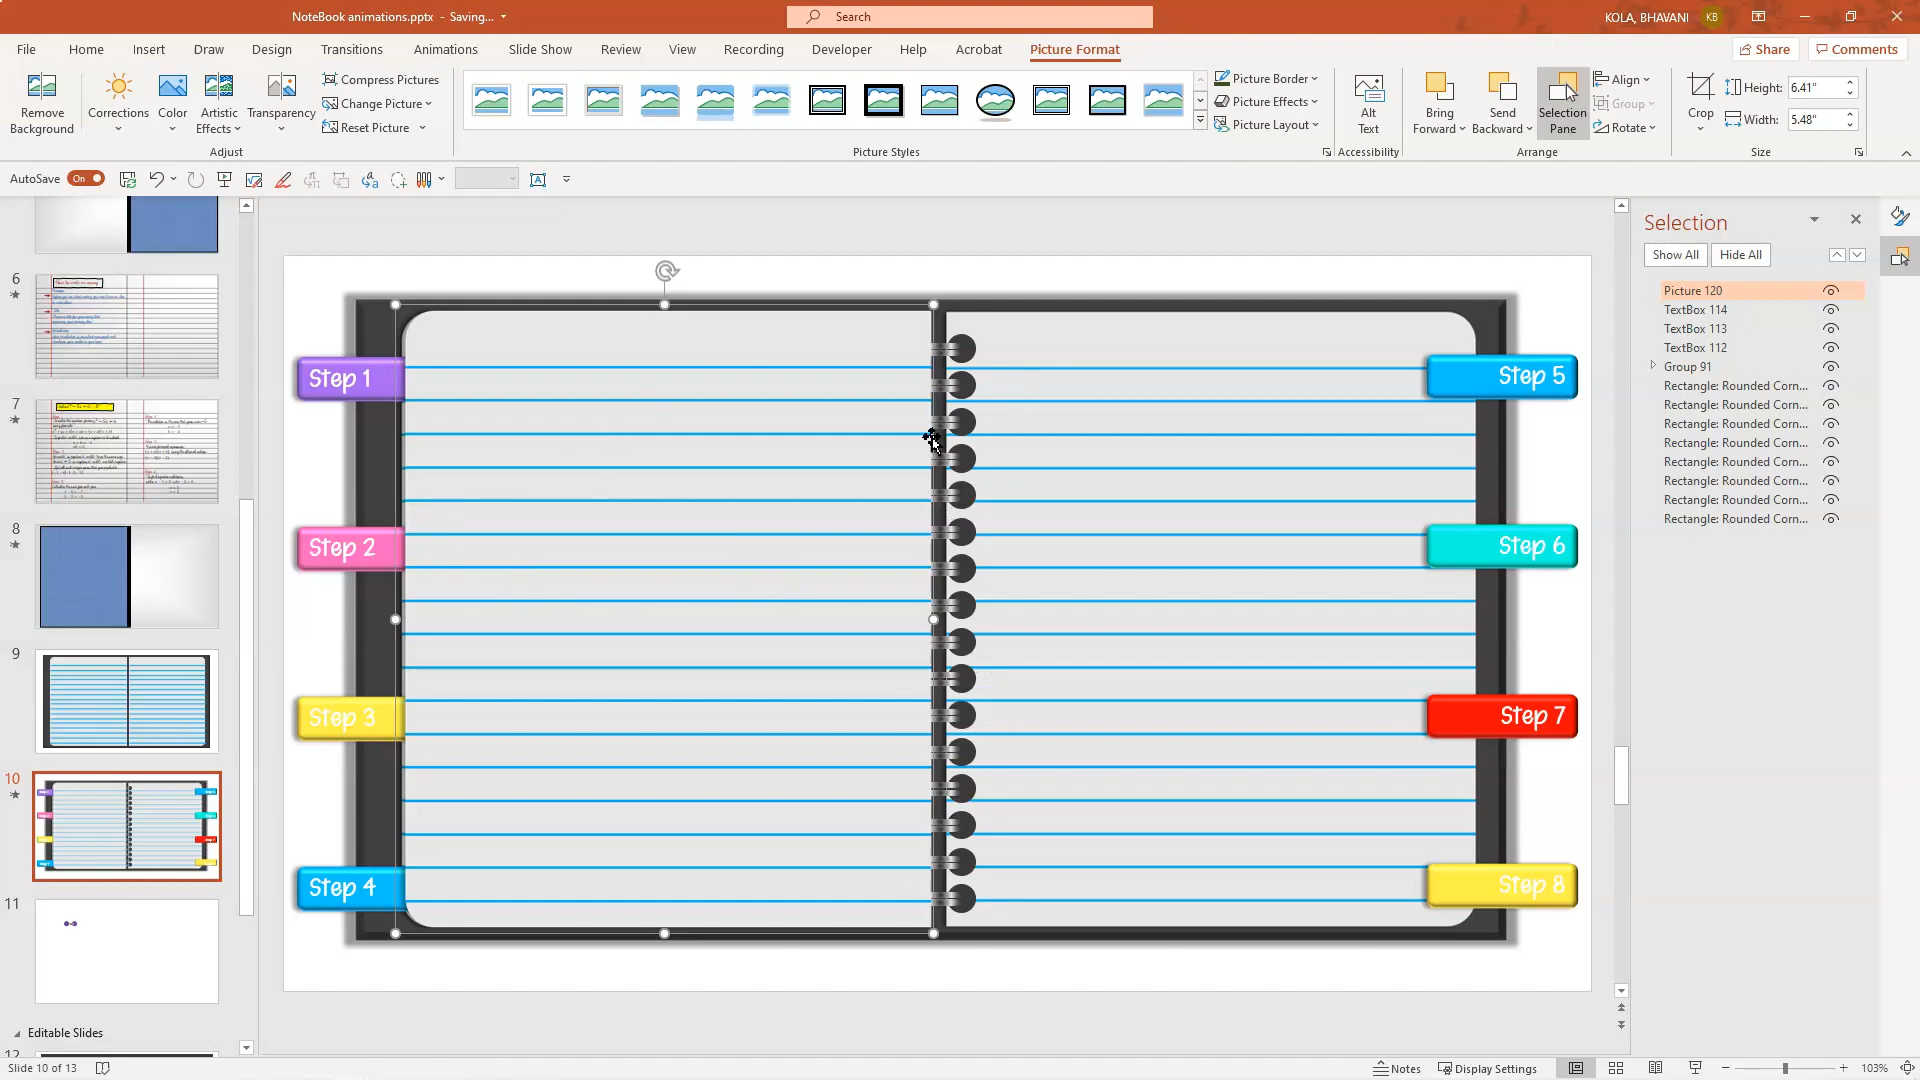 NoteBook animations.pptx - Saving...
Search
KOLA, BHAVANI
KB
File Home Insert Draw Design Transitions Animations Slide Show Review View Recording Developer Help Acrobat Picture Format
Share
Comments
Remove Background
Corrections
Color
Artistic Effects
Transparency
Compress Pictures
Change Picture
Reset Picture
Adjust
Picture Styles
Picture Border
Picture Effects
Picture Layout
Alt Text
Accessibility
Bring Forward
Send Backward
Selection Pane
Align
Group
Rotate
Arrange
Crop
Height: 6.41"
Width: 5.48"
Size
AutoSave On
6
7
8
9
10
11
Editable Slides
12
Step 1
Step 2
Step 3
Step 4
Step 5
Step 6
Step 7
Step 8
Selection
Show All
Hide All
Picture 120
TextBox 114
TextBox 113
TextBox 112
Group 91
Rectangle: Rounded Corn...
Rectangle: Rounded Corn...
Rectangle: Rounded Corn...
Rectangle: Rounded Corn...
Rectangle: Rounded Corn...
Rectangle: Rounded Corn...
Rectangle: Rounded Corn...
Rectangle: Rounded Corn...
Slide 10 of 13
Notes
Display Settings
103%